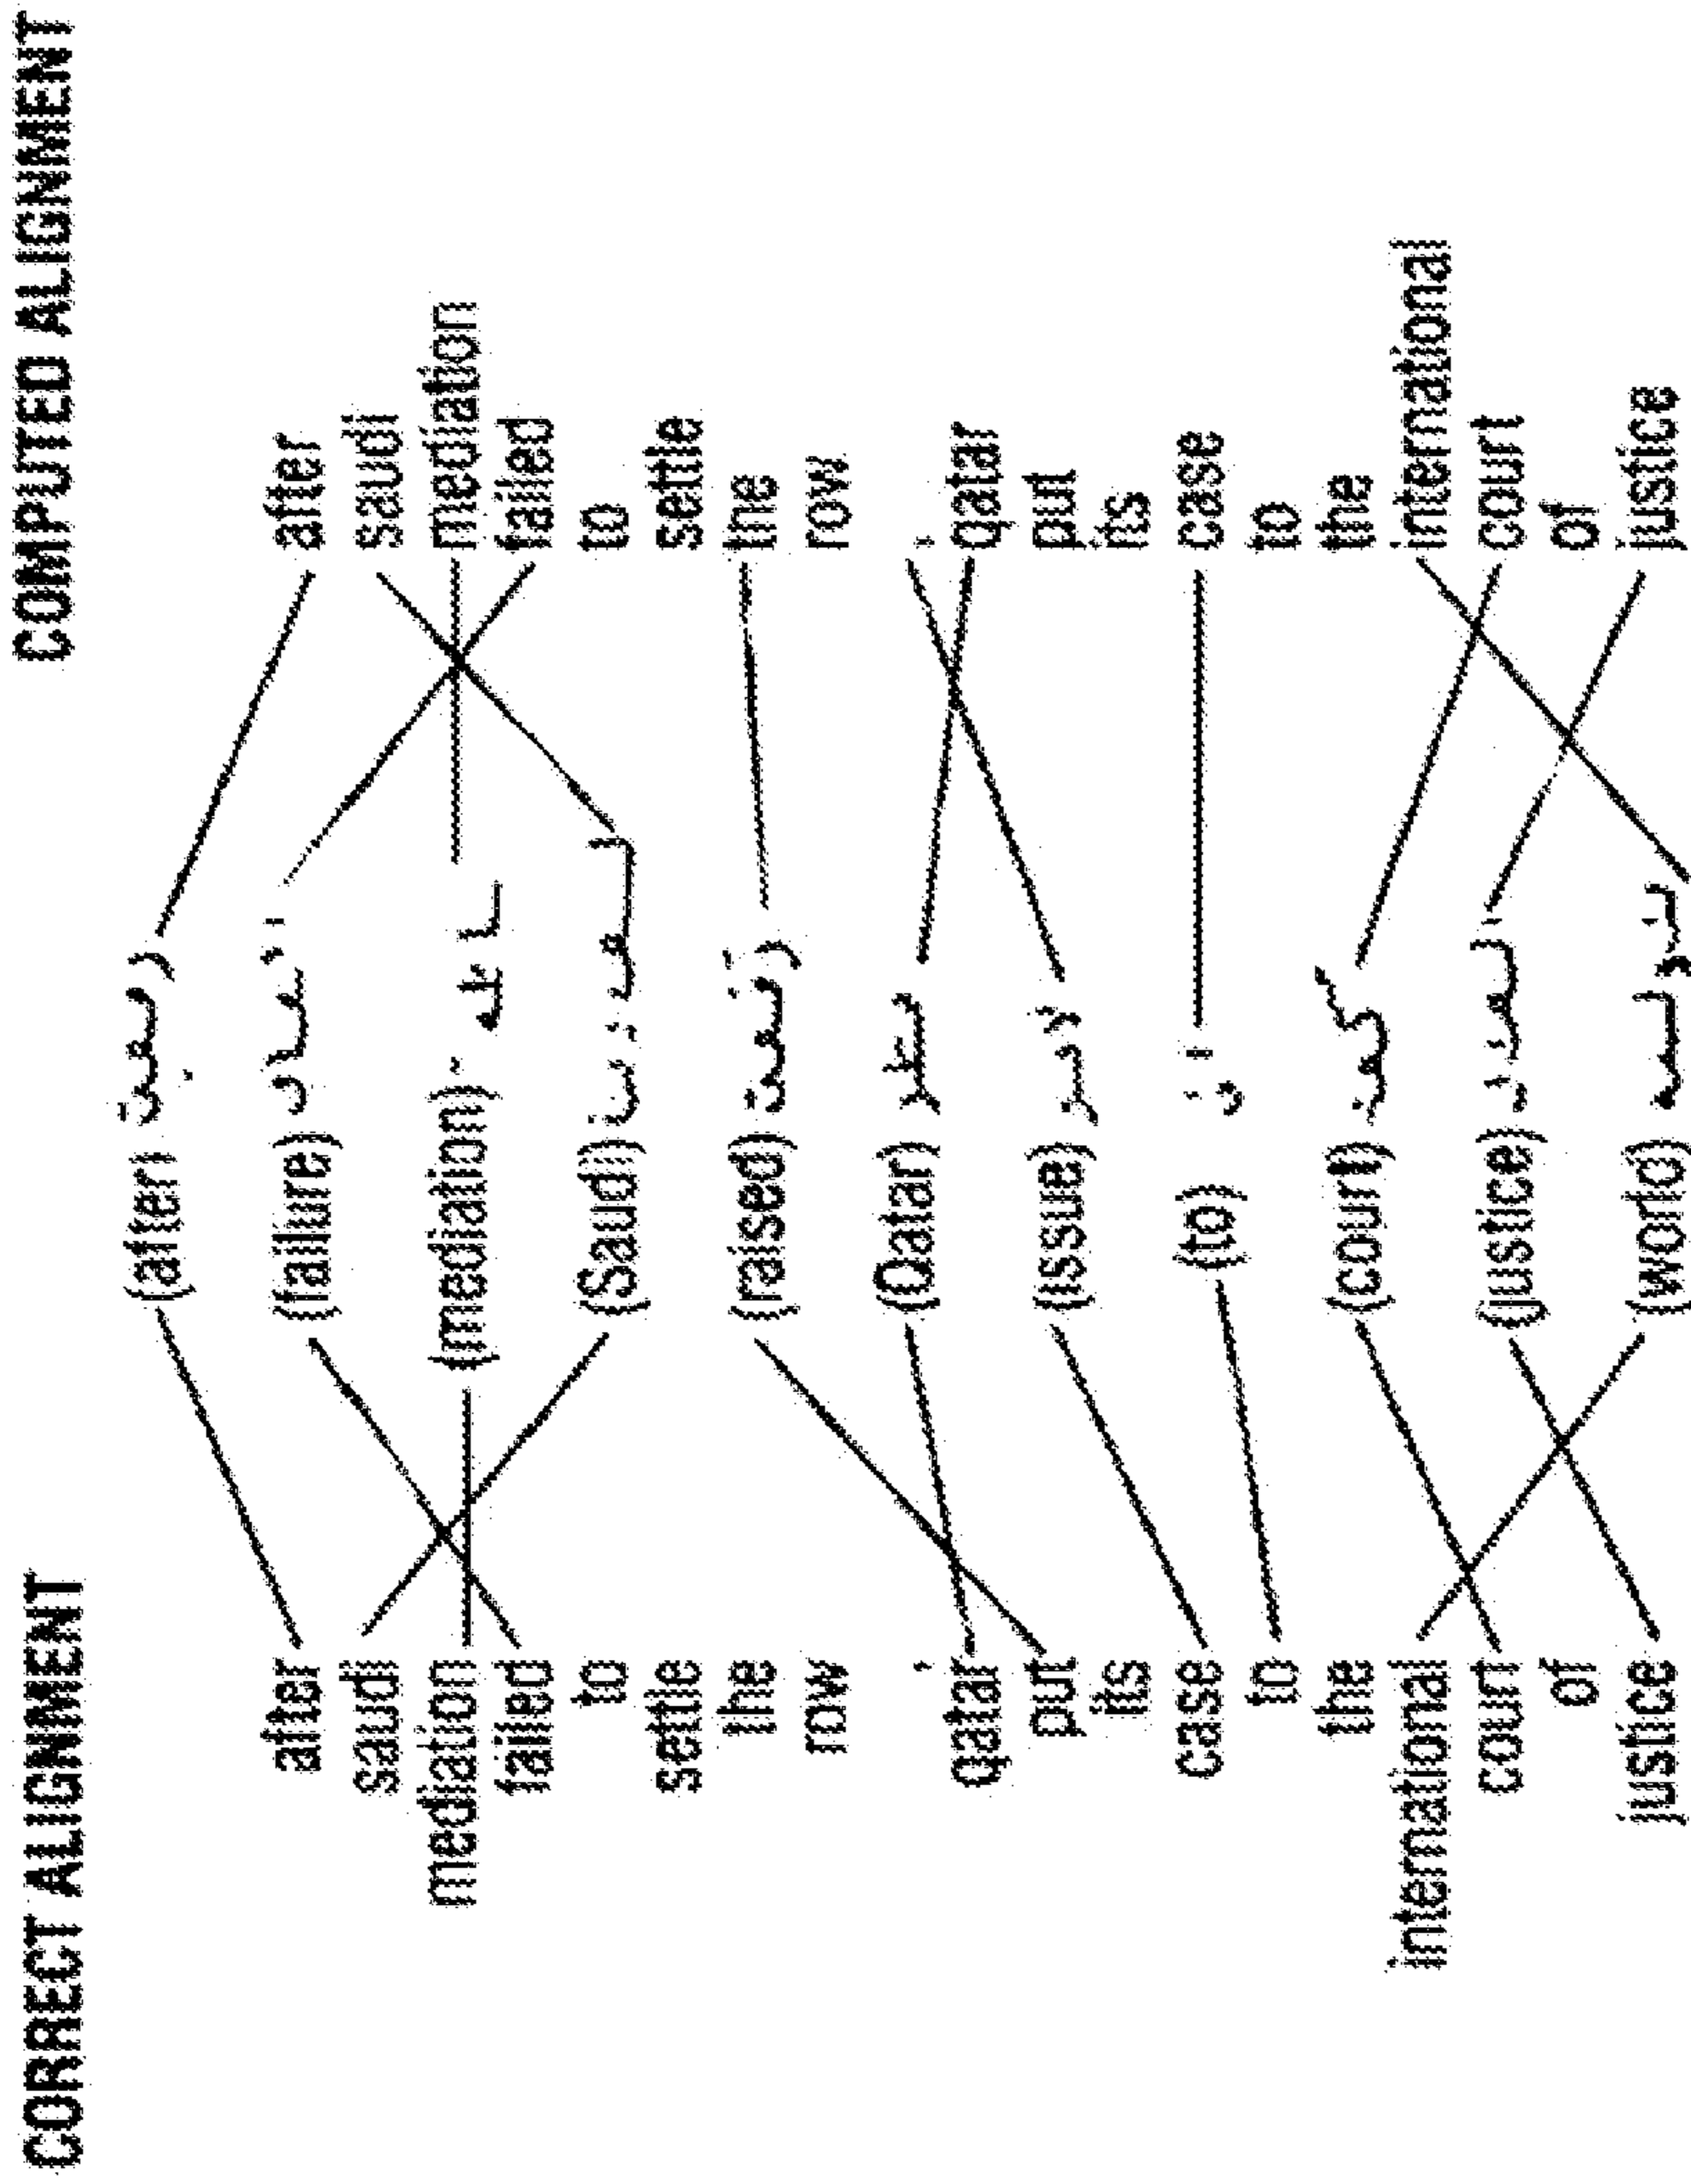 CORRECT ALIGNMENT
COMPUTED ALIGNMENT
after
saudi
mediation
failed
to
settle
the
row
,
qatar
put
its
case
to
the
international
court
of
justice
(after)
(failure)
(mediation)
(Saudi)
(raised)
(Qatar)
(issue)
(to)
(court)
(justice)
(world)
after
saudi
mediation
failed
to
settle
the
row
,
qatar
put
its
case
to
the
international
court
of
justice